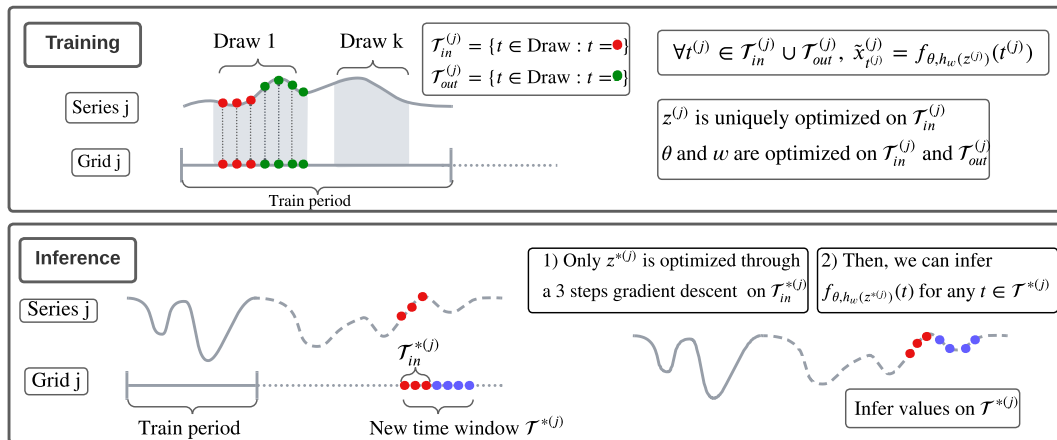 Training
Draw 1
Draw k
𝒯_in^(j) = {t ∈ Draw : t = }
𝒯_out^(j) = {t ∈ Draw : t = }
∀t^(j) ∈ 𝒯_in^(j) ∪ 𝒯_out^(j), x̃_{t^(j)}^(j) = f_{θ,h_w(z^(j))}(t^(j))
Series j
Grid j
Train period
z^(j) is uniquely optimized on 𝒯_in^(j)
θ and w are optimized on 𝒯_in^(j) and 𝒯_out^(j)
Inference
Series j
Grid j
𝒯_in^*(j)
Train period
New time window 𝒯^*(j)
1) Only z^*(j) is optimized through
a 3 steps gradient descent on 𝒯_in^*(j)
2) Then, we can infer
f_{θ,h_w(z^*(j))}(t) for any t ∈ 𝒯^*(j)
Infer values on 𝒯^*(j)